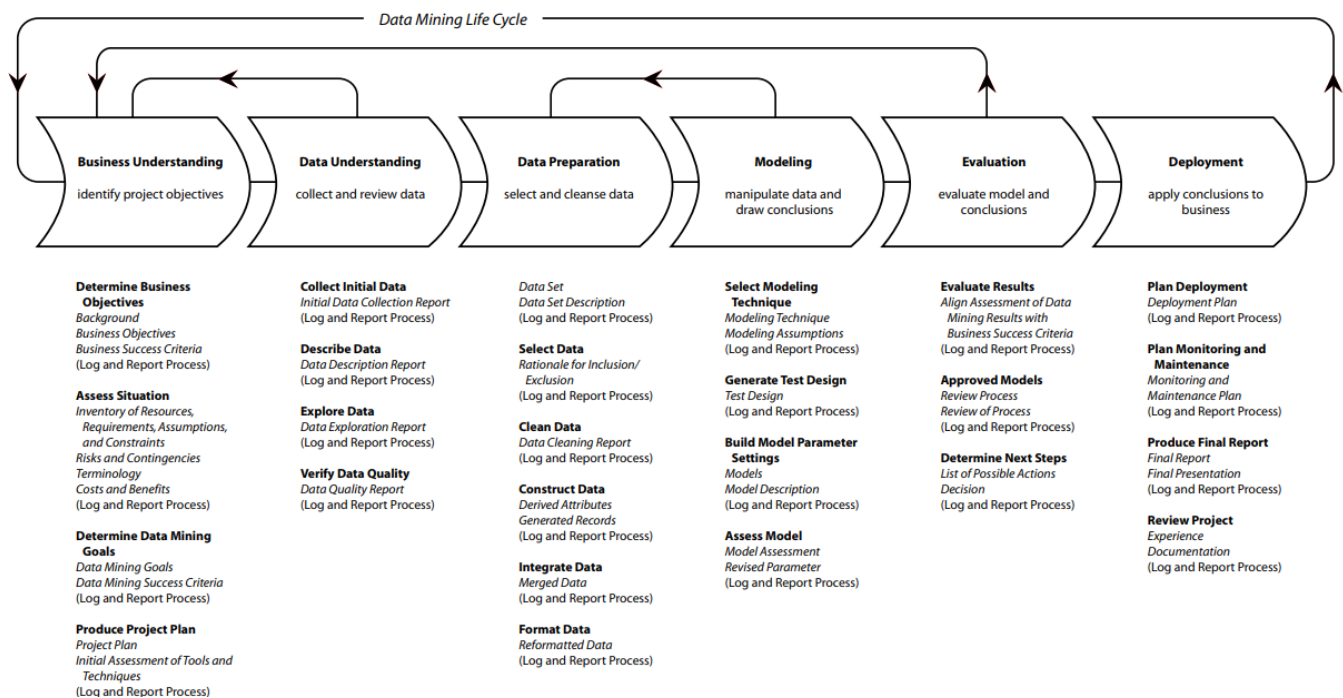 Data Mining Life Cycle
Business Understanding
identify project objectives
Data Understanding
collect and review data
Data Preparation
select and cleanse data
Modeling
manipulate data and
draw conclusions
Evaluation
evaluate model and
conclusions
Deployment
apply conclusions to
business
Determine Business
Objectives
Background
Business Objectives
Business Success Criteria
(Log and Report Process)
Assess Situation
Inventory of Resources,
Requirements, Assumptions,
and Constraints
Risks and Contingencies
Terminology
Costs and Benefits
(Log and Report Process)
Determine Data Mining
Goals
Data Mining Goals
Data Mining Success Criteria
(Log and Report Process)
Produce Project Plan
Project Plan
Initial Assessment of Tools and
Techniques
(Log and Report Process)
Collect Initial Data
Initial Data Collection Report
(Log and Report Process)
Describe Data
Data Description Report
(Log and Report Process)
Explore Data
Data Exploration Report
(Log and Report Process)
Verify Data Quality
Data Quality Report
(Log and Report Process)
Data Set
Data Set Description
(Log and Report Process)
Select Data
Rationale for Inclusion/
Exclusion
(Log and Report Process)
Clean Data
Data Cleaning Report
(Log and Report Process)
Construct Data
Derived Attributes
Generated Records
(Log and Report Process)
Integrate Data
Merged Data
(Log and Report Process)
Format Data
Reformatted Data
(Log and Report Process)
Select Modeling
Technique
Modeling Technique
Modeling Assumptions
(Log and Report Process)
Generate Test Design
Test Design
(Log and Report Process)
Build Model Parameter
Settings
Models
Model Description
(Log and Report Process)
Assess Model
Model Assessment
Revised Parameter
(Log and Report Process)
Evaluate Results
Align Assessment of Data
Mining Results with
Business Success Criteria
(Log and Report Process)
Approved Models
Review Process
Review of Process
(Log and Report Process)
Determine Next Steps
List of Possible Actions
Decision
(Log and Report Process)
Plan Deployment
Deployment Plan
(Log and Report Process)
Plan Monitoring and
Maintenance
Monitoring and
Maintenance Plan
(Log and Report Process)
Produce Final Report
Final Report
Final Presentation
(Log and Report Process)
Review Project
Experience
Documentation
(Log and Report Process)